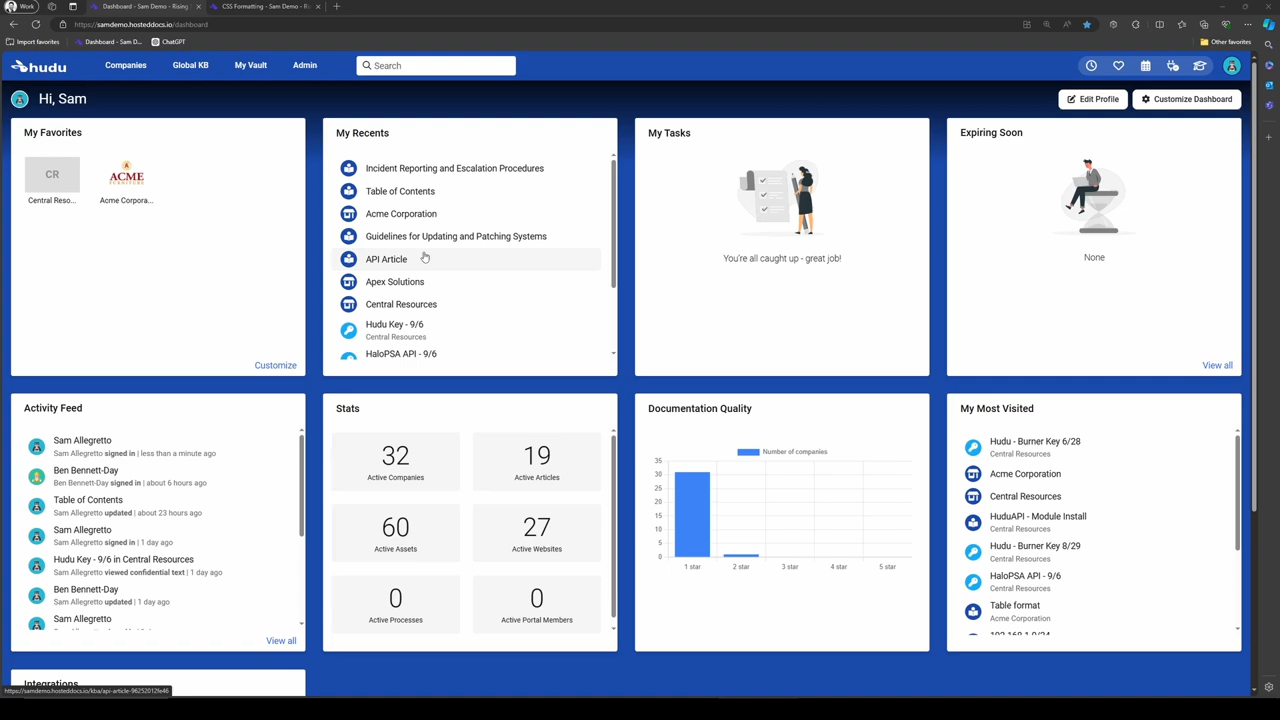 Work
Dashboard - Sam Demo - Rising
CSS Formatting - Sam Demo - Ri
https://samdemo.hosteddocs.io/dashboard
Import favorites
Dashboard - Sam D...
ChatGPT
Other favorites
hudu
Companies
Global KB
My Vault
Admin
Search
Hi, Sam
Edit Profile
Customize Dashboard
My Favorites
CR
Central Reso...
ACME
FURNITURE
Acme Corpora...
Customize
My Recents
Incident Reporting and Escalation Procedures
Table of Contents
Acme Corporation
Guidelines for Updating and Patching Systems
API Article
Apex Solutions
Central Resources
Hudu Key - 9/6
Central Resources
HaloPSA API - 9/6
My Tasks
You're all caught up - great job!
Expiring Soon
None
View all
Activity Feed
Sam Allegretto
Sam Allegretto signed in | less than a minute ago
Ben Bennett-Day
Ben Bennett-Day signed in | about 6 hours ago
Table of Contents
Sam Allegretto updated | about 23 hours ago
Sam Allegretto
Sam Allegretto signed in | 1 day ago
Hudu Key - 9/6 in Central Resources
Sam Allegretto viewed confidential text | 1 day ago
Ben Bennett-Day
Sam Allegretto updated | 1 day ago
Sam Allegretto
View all
Stats
32
Active Companies
19
Active Articles
60
Active Assets
27
Active Websites
0
Active Processes
0
Active Portal Members
Documentation Quality
Number of companies
35
30
25
20
15
10
5
0
1 star
2 star
3 star
4 star
5 star
My Most Visited
Hudu - Burner Key 6/28
Central Resources
Acme Corporation
Central Resources
HuduAPI - Module Install
Central Resources
Hudu - Burner Key 8/29
Central Resources
HaloPSA API - 9/6
Central Resources
Table format
Acme Corporation
Integrations
https://samdemo.hosteddocs.io/kba/api-article-96252012fe46